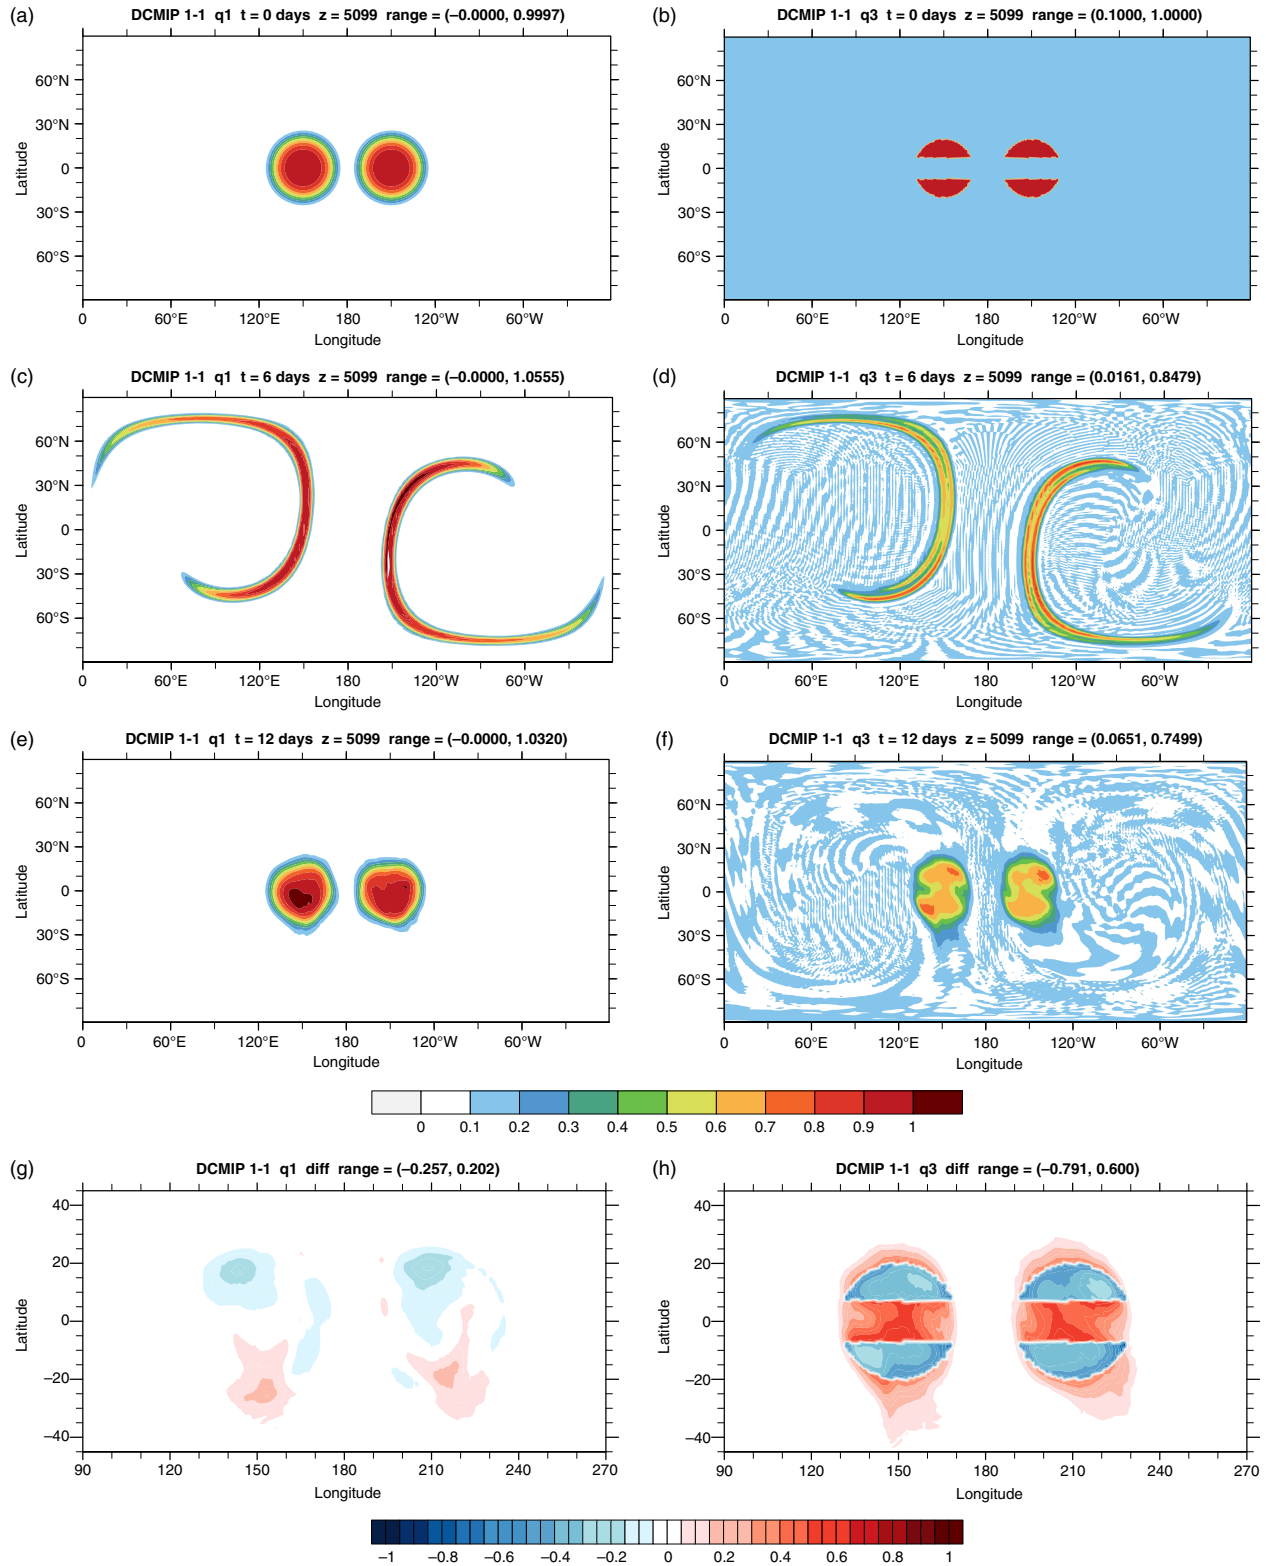 (a) DCMIP 1-1 q1 t = 0 days z = 5099 range = (−0.0000, 0.9997)
60°N
30°N
0
30°S
60°S
Latitude
0 60°E 120°E 180 120°W 60°W
Longitude
(b) DCMIP 1-1 q3 t = 0 days z = 5099 range = (0.1000, 1.0000)
60°N
30°N
0
30°S
60°S
Latitude
0 60°E 120°E 180 120°W 60°W
Longitude
(c) DCMIP 1-1 q1 t = 6 days z = 5099 range = (−0.0000, 1.0555)
60°N
30°N
0
30°S
60°S
Latitude
0 60°E 120°E 180 120°W 60°W
Longitude
(d) DCMIP 1-1 q3 t = 6 days z = 5099 range = (0.0161, 0.8479)
60°N
30°N
0
30°S
60°S
Latitude
0 60°E 120°E 180 120°W 60°W
Longitude
(e) DCMIP 1-1 q1 t = 12 days z = 5099 range = (−0.0000, 1.0320)
60°N
30°N
0
30°S
60°S
Latitude
0 60°E 120°E 180 120°W 60°W
Longitude
(f) DCMIP 1-1 q3 t = 12 days z = 5099 range = (0.0651, 0.7499)
60°N
30°N
0
30°S
60°S
Latitude
0 60°E 120°E 180 120°W 60°W
Longitude
0 0.1 0.2 0.3 0.4 0.5 0.6 0.7 0.8 0.9 1
(g) DCMIP 1-1 q1 diff range = (−0.257, 0.202)
40
20
0
−20
−40
Latitude
90 120 150 180 210 240 270
Longitude
(h) DCMIP 1-1 q3 diff range = (−0.791, 0.600)
40
20
0
−20
−40
Latitude
90 120 150 180 210 240 270
Longitude
−1 −0.8 −0.6 −0.4 −0.2 0 0.2 0.4 0.6 0.8 1